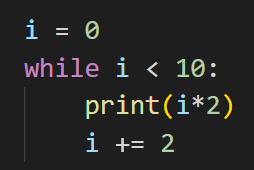 i = 0
while i < 10:
    print(i*2)
    i += 2